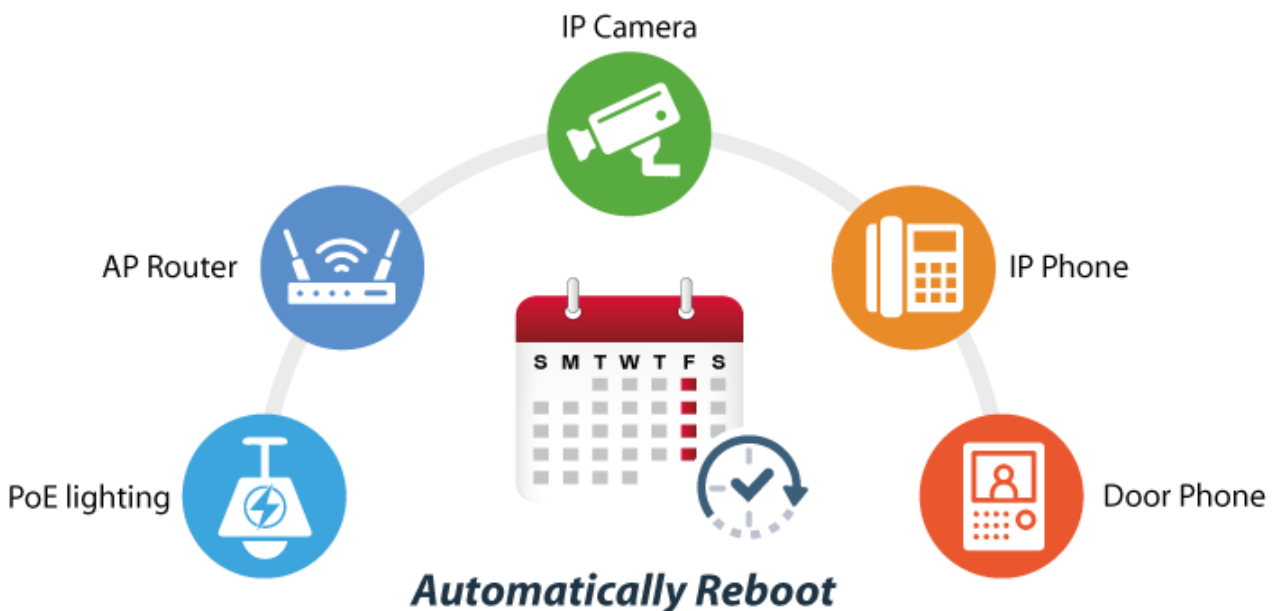 IP Camera
AP Router
IP Phone
S M T W T F S
PoE lighting
Door Phone
Automatically Reboot